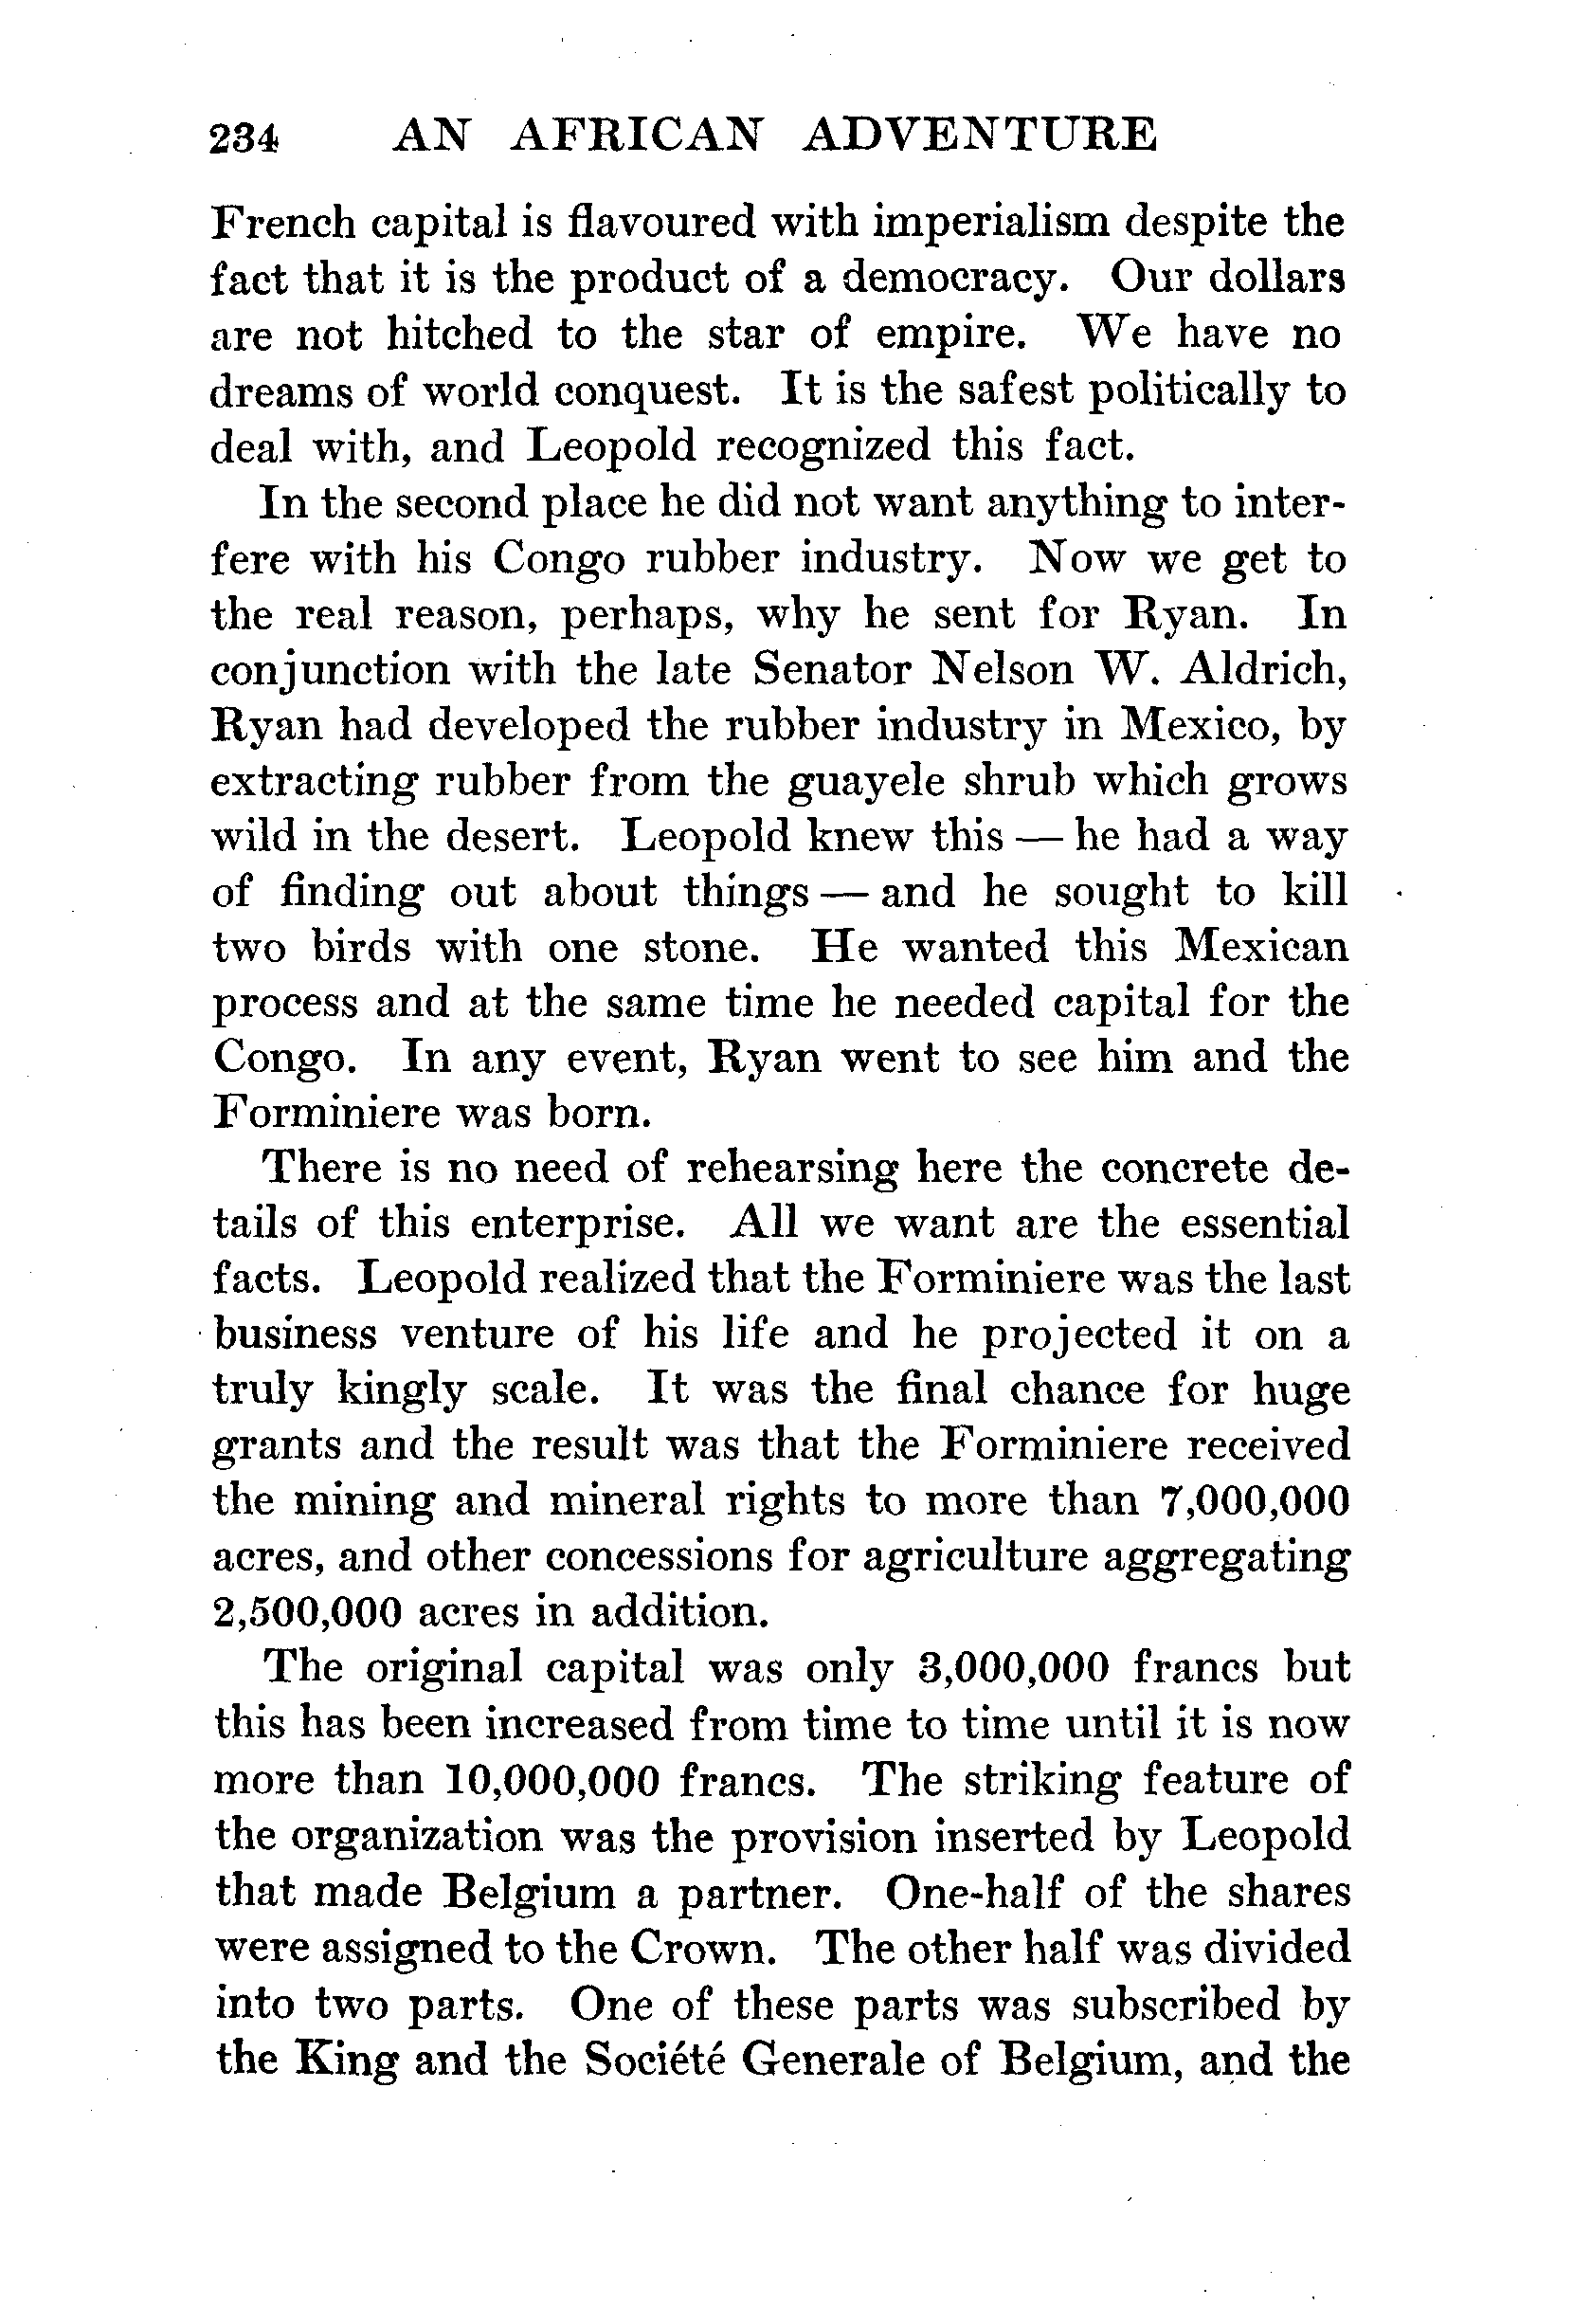 234 AN AFRICAN ADVENTURE
French capital is flavoured with imperialism despite the
fact that it is the product of a democracy. Our dollars
are not hitched to the star of empire. We have no
dreams of world conquest. It is the safest politically to
deal with, and Leopold recognized this fact.
In the second place he did not want anything to inter-
fere with his Congo rubber industry. Now we get to
the real reason, perhaps, why he sent for Ryan. In
conjunction with the late Senator Nelson W. Aldrich,
Ryan had developed the rubber industry in Mexico, by
extracting rubber from the guayele shrub which grows
wild in the desert. Leopold knew this — he had a way
of finding out about things — and he sought to kill
two birds with one stone. He wanted this Mexican
process and at the same time he needed capital for the
Congo. In any event, Ryan went to see him and the
Forminiere was born.
There is no need of rehearsing here the concrete de-
tails of this enterprise. All we want are the essential
facts. Leopold realized that the Forminiere was the last
business venture of his life and he projected it on a
truly kingly scale. It was the final chance for huge
grants and the result was that the Forminiere received
the mining and mineral rights to more than 7,000,000
acres, and other concessions for agriculture aggregating
2,500,000 acres in addition.
The original capital was only 3,000,000 francs but
this has been increased from time to time until it is now
more than 10,000,000 francs. The striking feature of
the organization was the provision inserted by Leopold
that made Belgium a partner. One-half of the shares
were assigned to the Crown. The other half was divided
into two parts. One of these parts was subscribed by
the King and the Société Generale of Belgium, and the